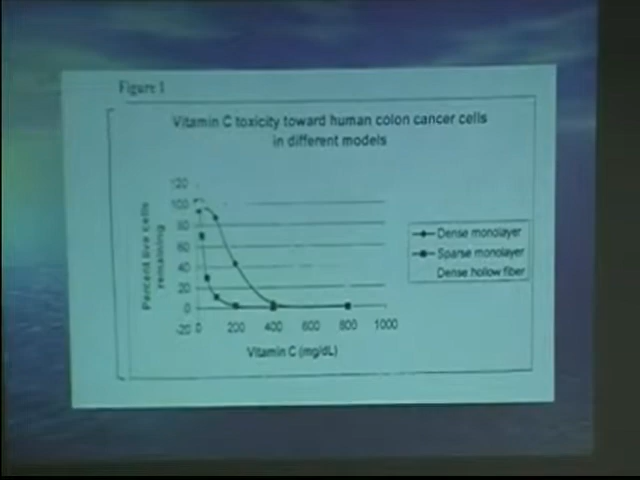 Figure 1
Vitamin C toxicity toward human colon cancer cells
in different models
120
100
80
60
40
20
0
-20
Percent live cells
remaining
0 200 400 600 800 1000
Vitamin C (mg/dL)
Dense monolayer
Sparse monolayer
Dense hollow fiber